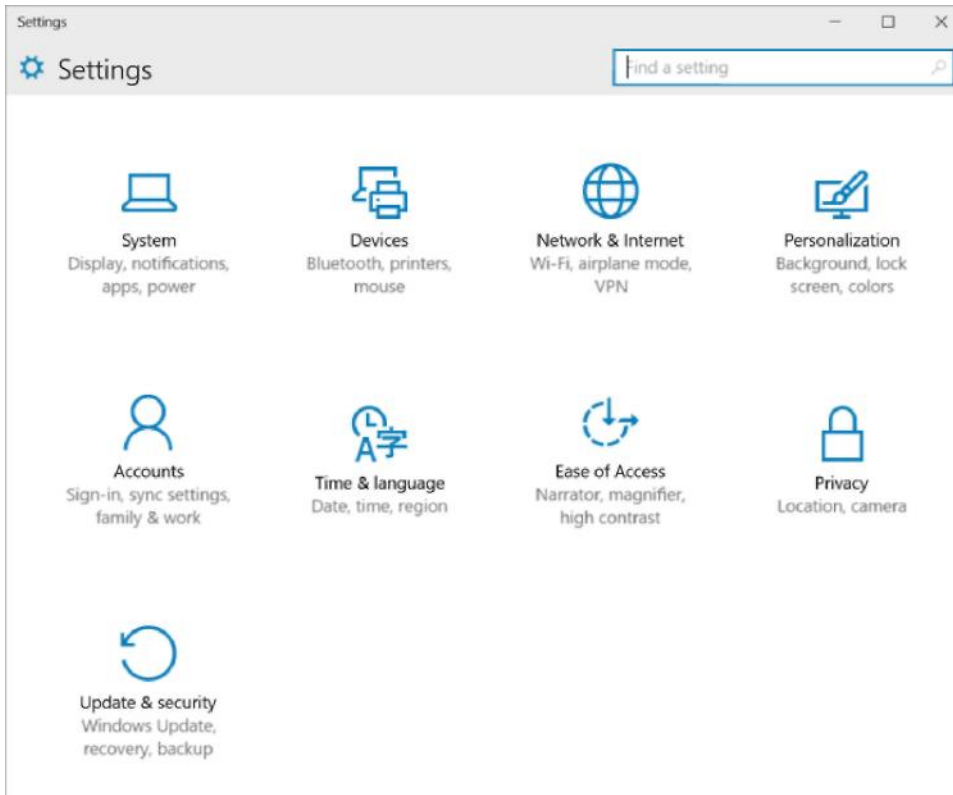 Settings
Settings
Find a setting
System
Display, notifications,
apps, power
Devices
Bluetooth, printers,
mouse
Network & Internet
Wi-Fi, airplane mode,
VPN
Personalization
Background, lock
screen, colors
Accounts
Sign-in, sync settings,
family & work
A字
Time & language
Date, time, region
Ease of Access
Narrator, magnifier,
high contrast
Privacy
Location, camera
Update & security
Windows Update,
recovery, backup